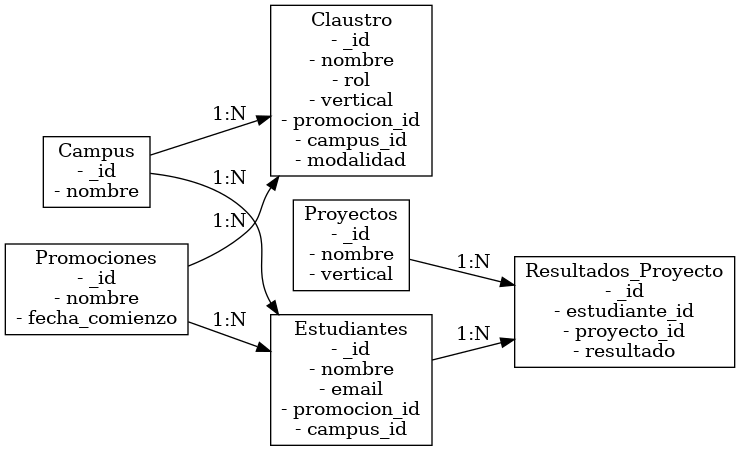 Claustro
- _id
- nombre
- rol
- vertical
- promocion_id
- campus_id
- modalidad
1:N
Campus
- _id
- nombre
1:N
1:N
Proyectos
- _id
- nombre
- vertical
Promociones
- _id
- nombre
- fecha_comienzo
1:N
1:N
Resultados_Proyecto
- _id
- estudiante_id
- proyecto_id
- resultado
Estudiantes
- _id
- nombre
- email
- promocion_id
- campus_id
1:N